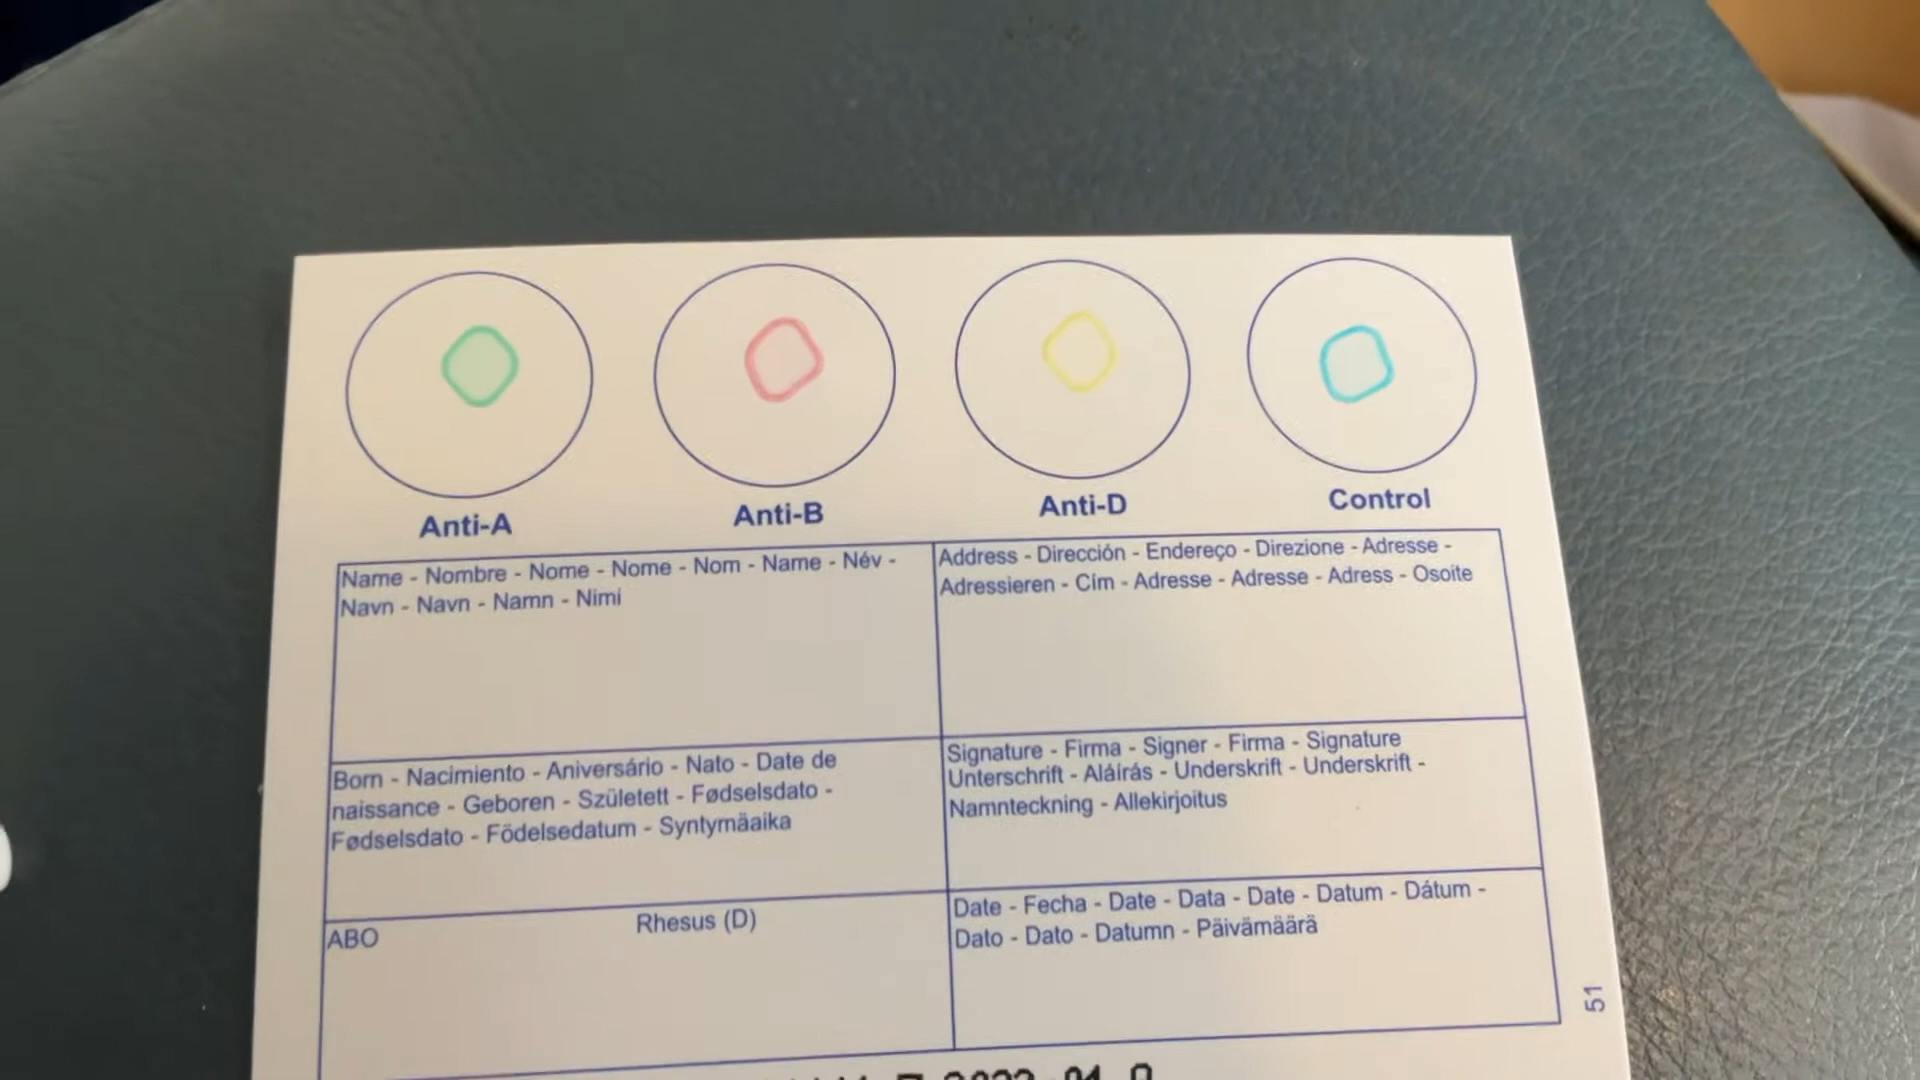 Anti-A
Anti-B
Anti-D
Control
Name - Nombre - Nome - Nome - Nom - Name - Név -
Navn - Navn - Namn - Nimi
Address - Dirección - Endereço - Direzione - Adresse -
Adressieren - Cím - Adresse - Adresse - Adress - Osoite
Born - Nacimiento - Aniversário - Nato - Date de
naissance - Geboren - Született - Fødselsdato -
Fødselsdato - Födelsedatum - Syntymäaika
Signature - Firma - Signer - Firma - Signature
Unterschrift - Aláírás - Underskrift - Underskrift -
Namnteckning - Allekirjoitus
ABO
Rhesus (D)
Date - Fecha - Date - Data - Date - Datum - Dátum -
Dato - Dato - Datumn - Päivämäärä
51